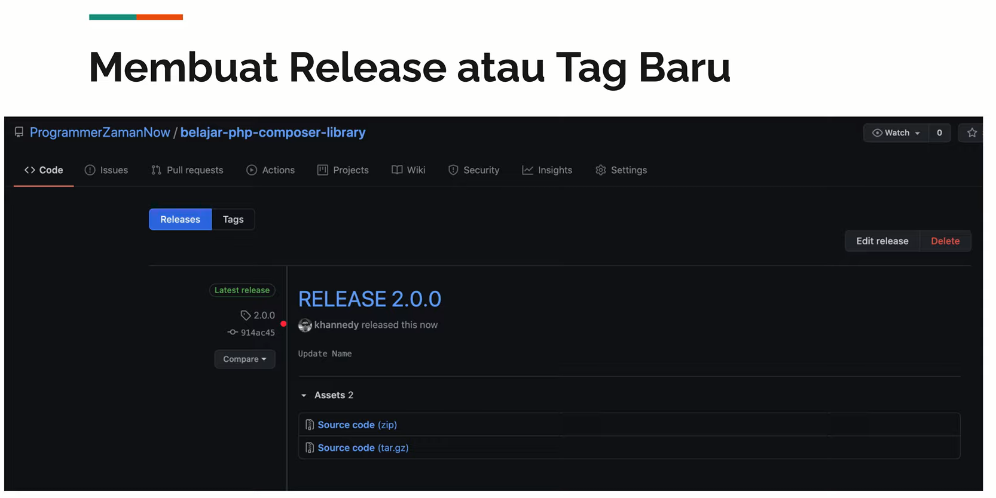 Membuat Release atau Tag Baru
ProgrammerZamanNow / belajar-php-composer-library
Watch 0
Code Issues Pull requests Actions Projects Wiki Security Insights Settings
Releases Tags
Edit release Delete
Latest release
2.0.0
914ac45
Compare
RELEASE 2.0.0
khannedy released this now
Update Name
Assets 2
Source code (zip)
Source code (tar.gz)